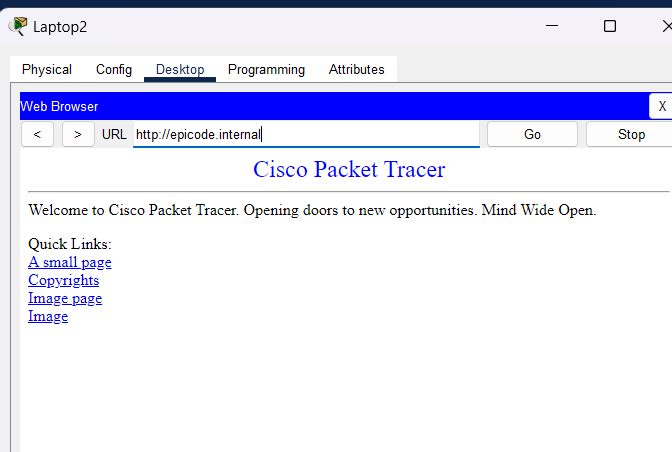 Laptop2
Physical Config Desktop Programming Attributes
Web Browser X
< > URL http://epicode.internal Go Stop
Cisco Packet Tracer
Welcome to Cisco Packet Tracer. Opening doors to new opportunities. Mind Wide Open.
Quick Links:
A small page
Copyrights
Image page
Image